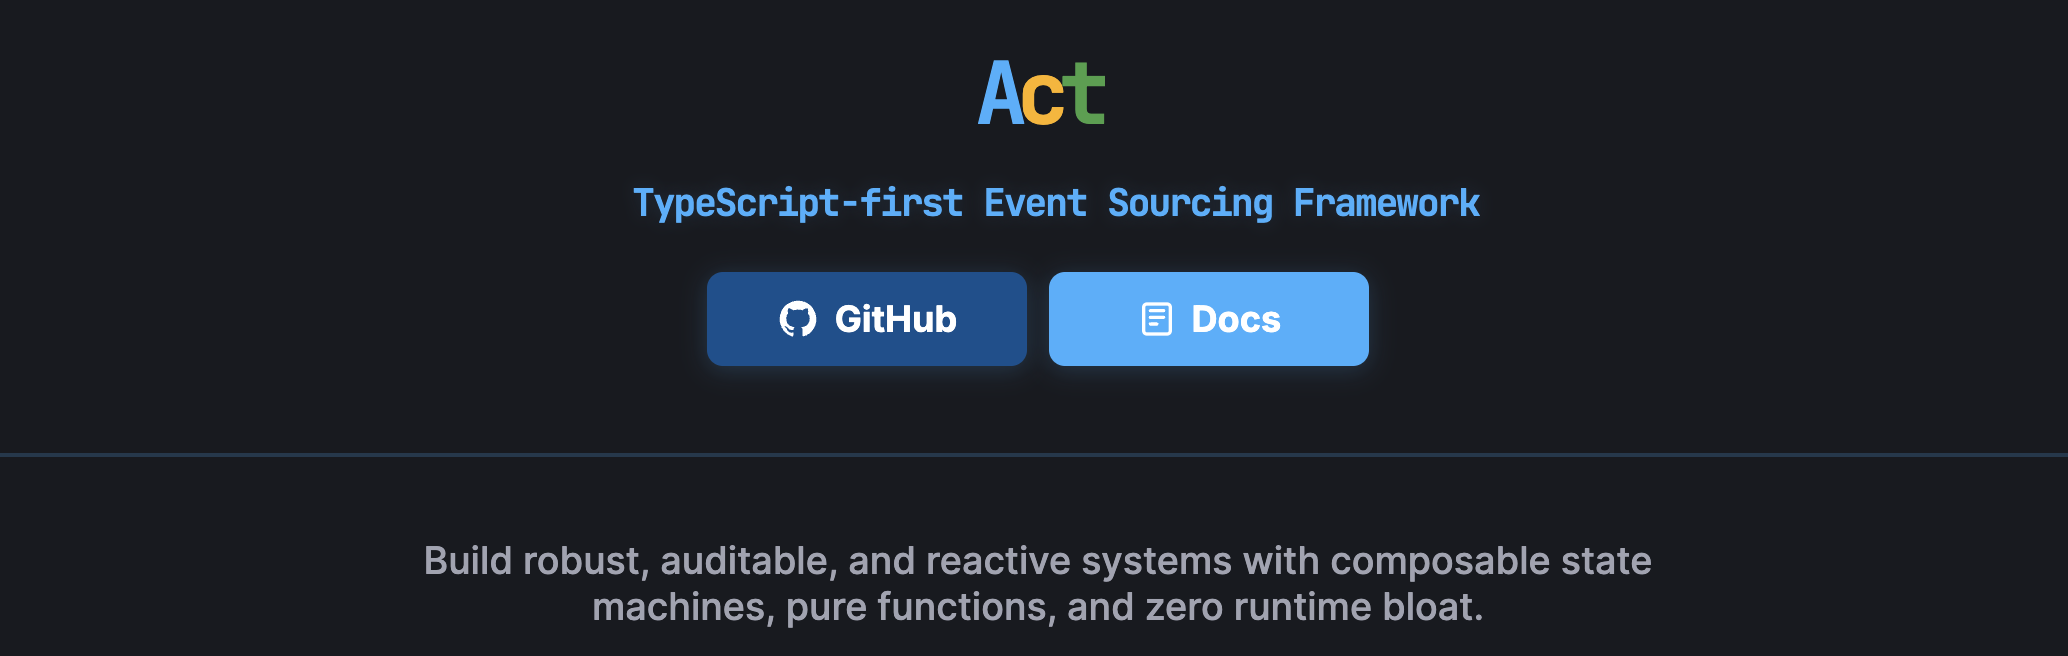 Act
TypeScript-first Event Sourcing Framework
GitHub
Docs
Build robust, auditable, and reactive systems with composable state
machines, pure functions, and zero runtime bloat.